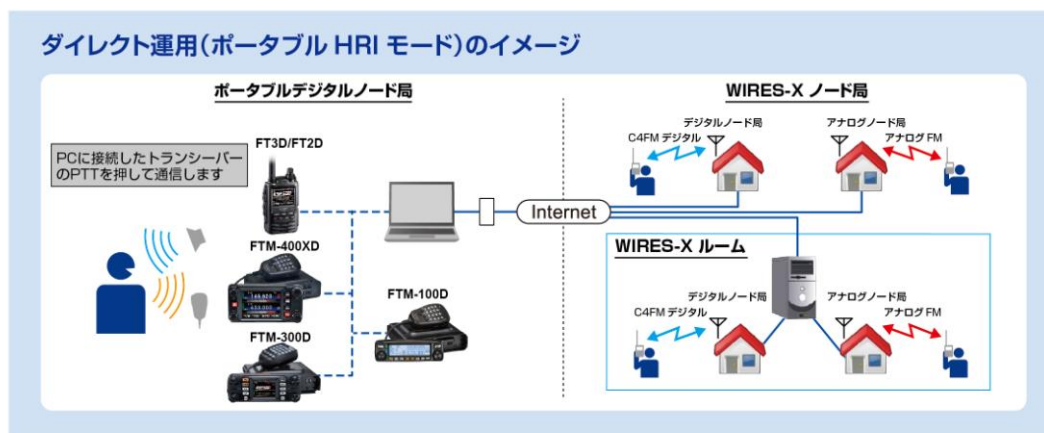 ダイレクト運用(ポータブル HRI モード)のイメージ
ポータブルデジタルノード局
PCに接続したトランシーバー
のPTTを押して通信します
FT3D/FT2D
FTM-400XD
FTM-300D
FTM-100D
Internet
WIRES-X ノード局
デジタルノード局
C4FM デジタル
アナログノード局
アナログ FM
WIRES-X ルーム
デジタルノード局
C4FM デジタル
アナログノード局
アナログ FM